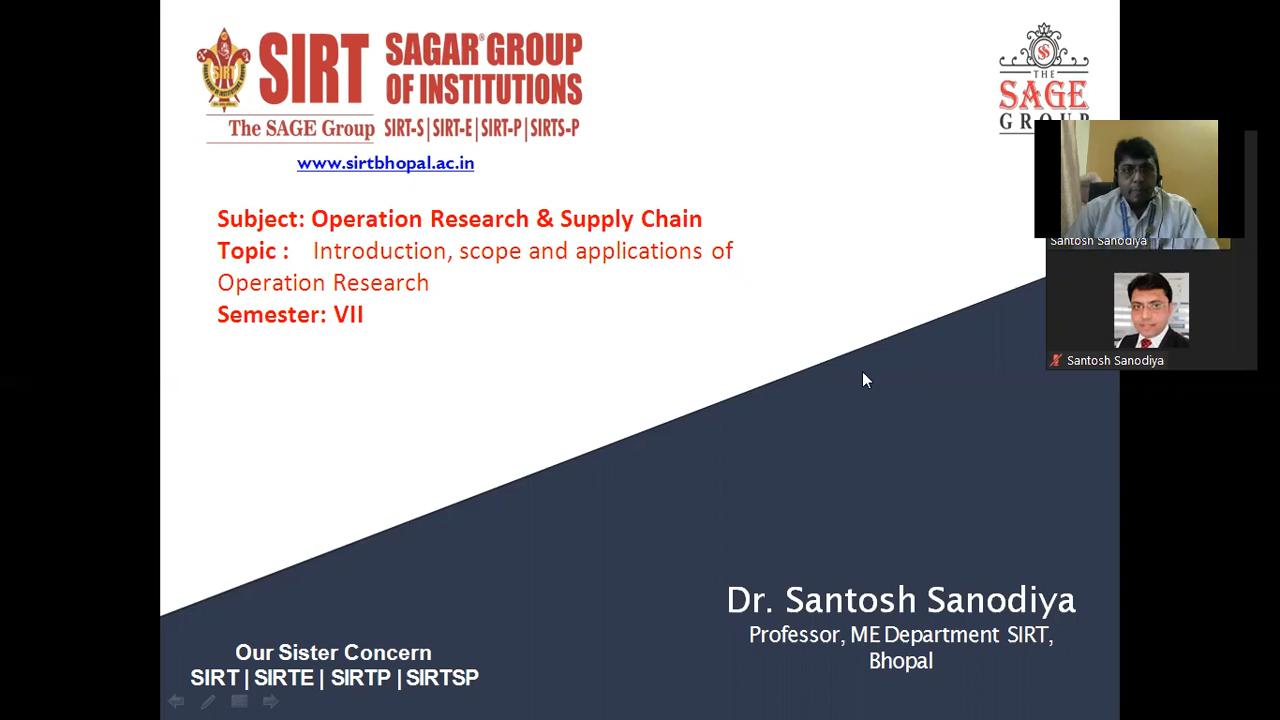 SIRT
SAGAR® GROUP
OF INSTITUTIONS
The SAGE Group
SIRT-S | SIRT-E | SIRT-P | SIRTS-P
www.sirtbhopal.ac.in
THE
SAGE
GROUP
Santosh Sanodiya
Santosh Sanodiya
Subject: Operation Research & Supply Chain
Topic : Introduction, scope and applications of
Operation Research
Semester: VII
Dr. Santosh Sanodiya
Professor, ME Department SIRT,
Bhopal
Our Sister Concern
SIRT | SIRTE | SIRTP | SIRTSP